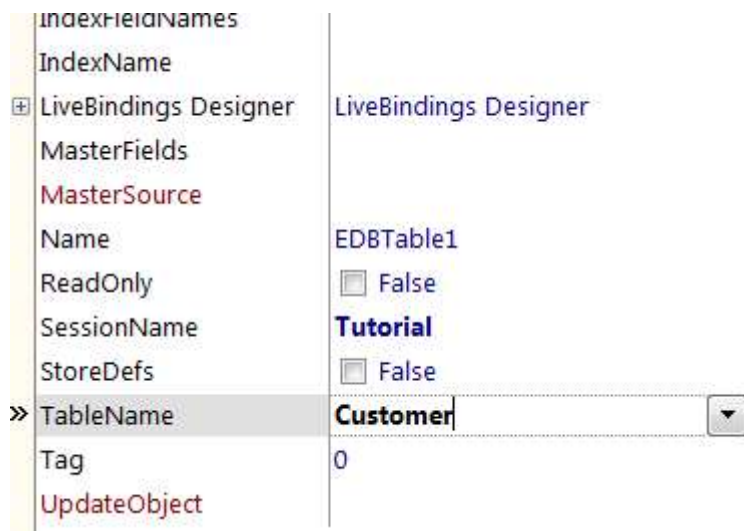 IndexFieldNames
IndexName
LiveBindings Designer LiveBindings Designer
MasterFields
MasterSource
Name EDBTable1
ReadOnly False
SessionName Tutorial
StoreDefs False
» TableName Customer
Tag 0
UpdateObject